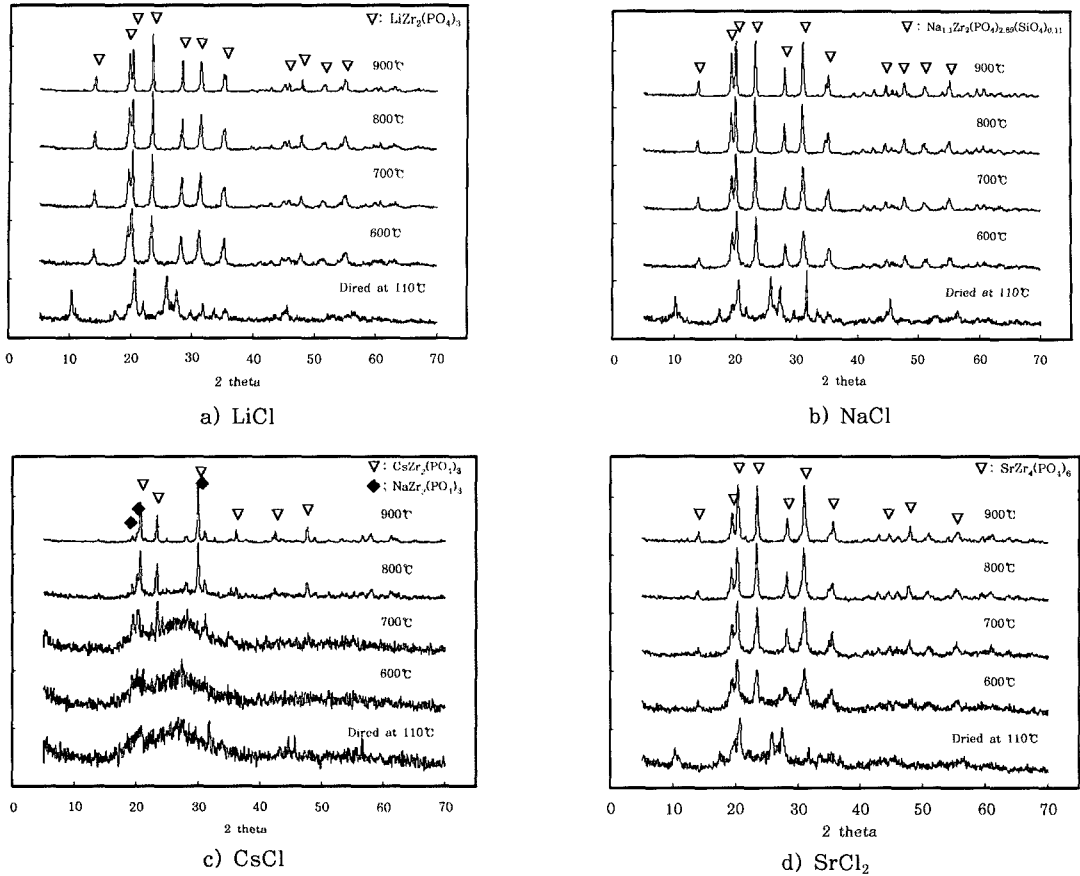 ▽: LiZr₂(PO₄)₃
900℃
800℃
700℃
600℃
Dired at 110℃
0 10 20 30 40 50 60 70
2 theta
a) LiCl
▽: Na₁.₁Zr₂(PO₄)₂.₈₉(SiO₄)₀.₁₁
900℃
800℃
700℃
600℃
Dried at 110℃
0 10 20 30 40 50 60 70
2 theta
b) NaCl
▽: CsZr₂(PO₄)₃
◆: NaZr₂(PO₄)₃
900℃
800℃
700℃
600℃
Dired at 110℃
0 10 20 30 40 50 60 70
2 theta
c) CsCl
▽: SrZr₄(PO₄)₆
900℃
800℃
700℃
600℃
Dried at 110℃
0 10 20 30 40 50 60 70
2 theta
d) SrCl₂